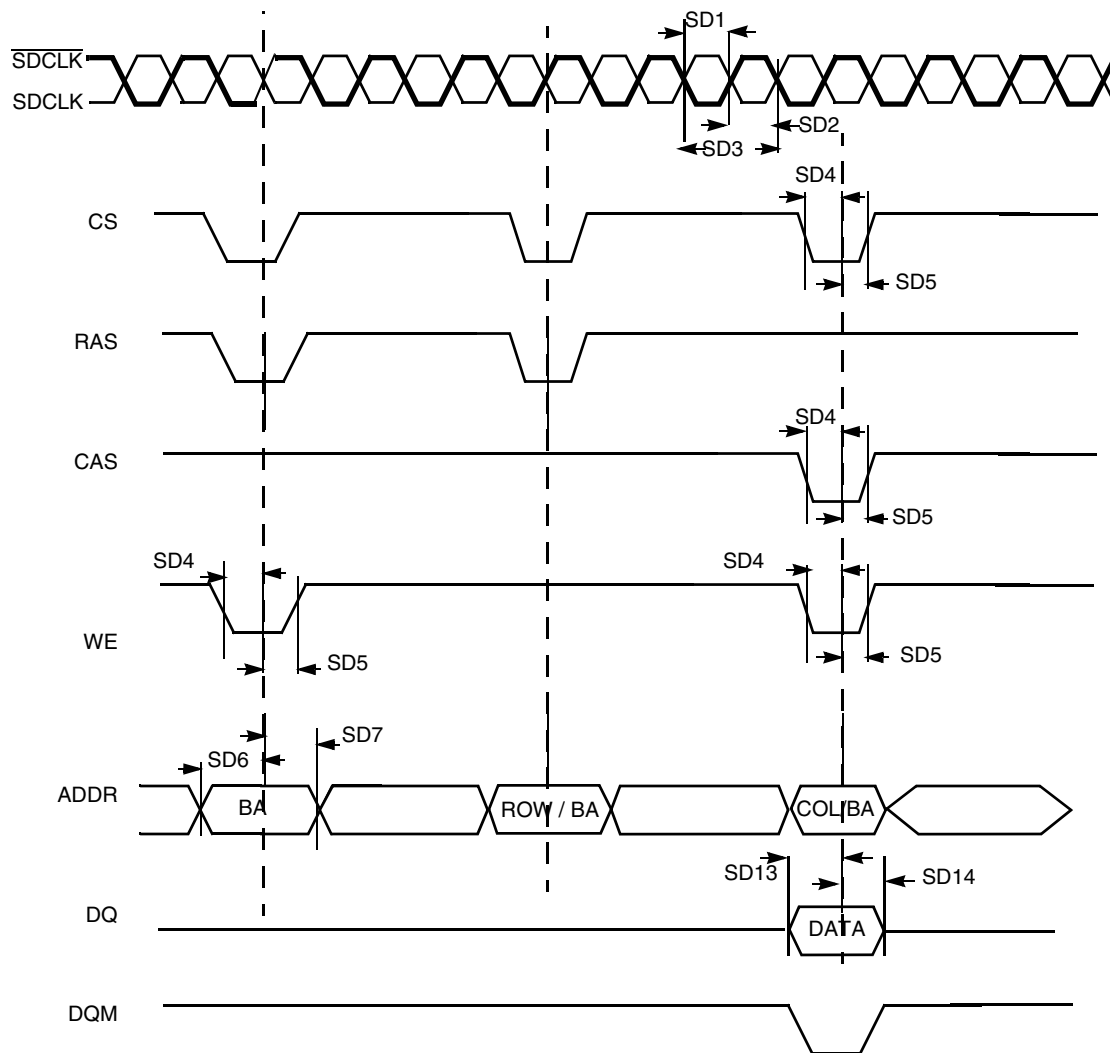 SD1
SDCLK
SDCLK
SD2
SD3
SD4
CS
SD5
RAS
SD4
CAS
SD5
SD4
SD4
WE
SD5
SD5
SD7
SD6
ADDR
BA
ROW / BA
COL/BA
SD13
SD14
DQ
DATA
DQM